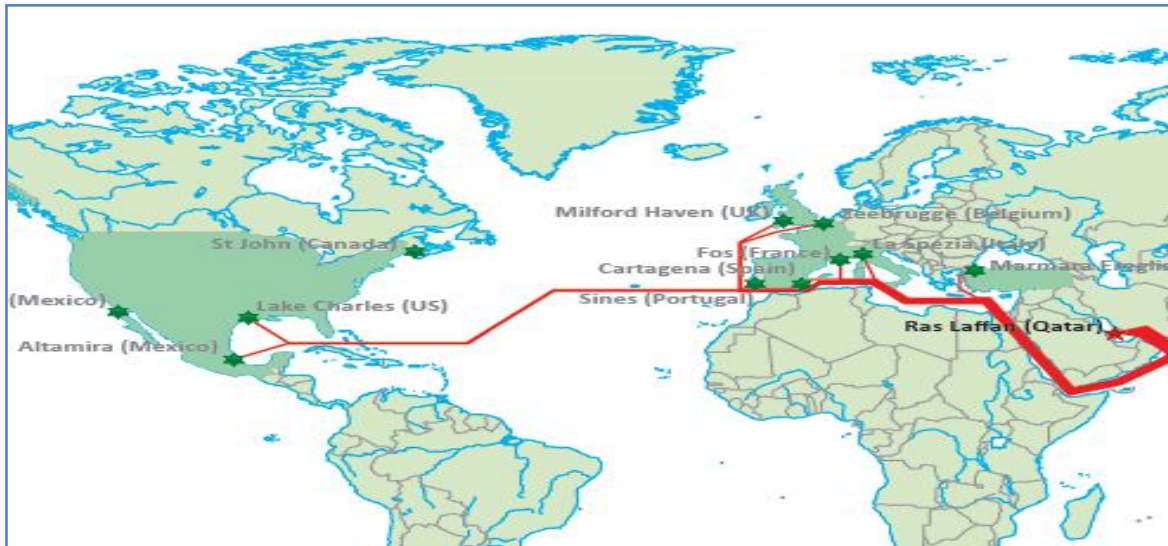 Milford Haven (UK)
Zeebrugge (Belgium)
St John (Canada)
Fos (France)
La Spezia (Italy)
Cartagena (Spain)
Marmara Eregli
(Mexico)
Lake Charles (US)
Sines (Portugal)
Ras Laffan (Qatar)
Altamira (Mexico)